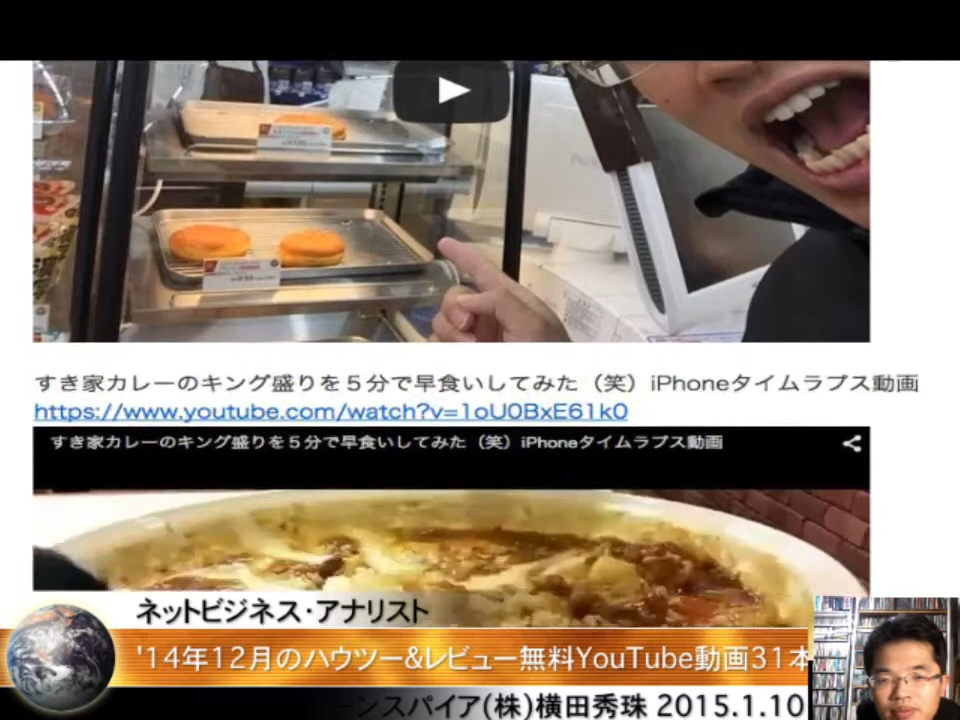 すき家カレーのキング盛りを５分で早食いしてみた（笑）iPhoneタイムラプス動画
https://www.youtube.com/watch?v=1oU0BxE61k0
すき家カレーのキング盛りを５分で早食いしてみた（笑）iPhoneタイムラプス動画
ネットビジネス・アナリスト
'14年12月のハウツー&レビュー無料YouTube動画31本
ーンスパイア(株)横田秀珠 2015.1.10